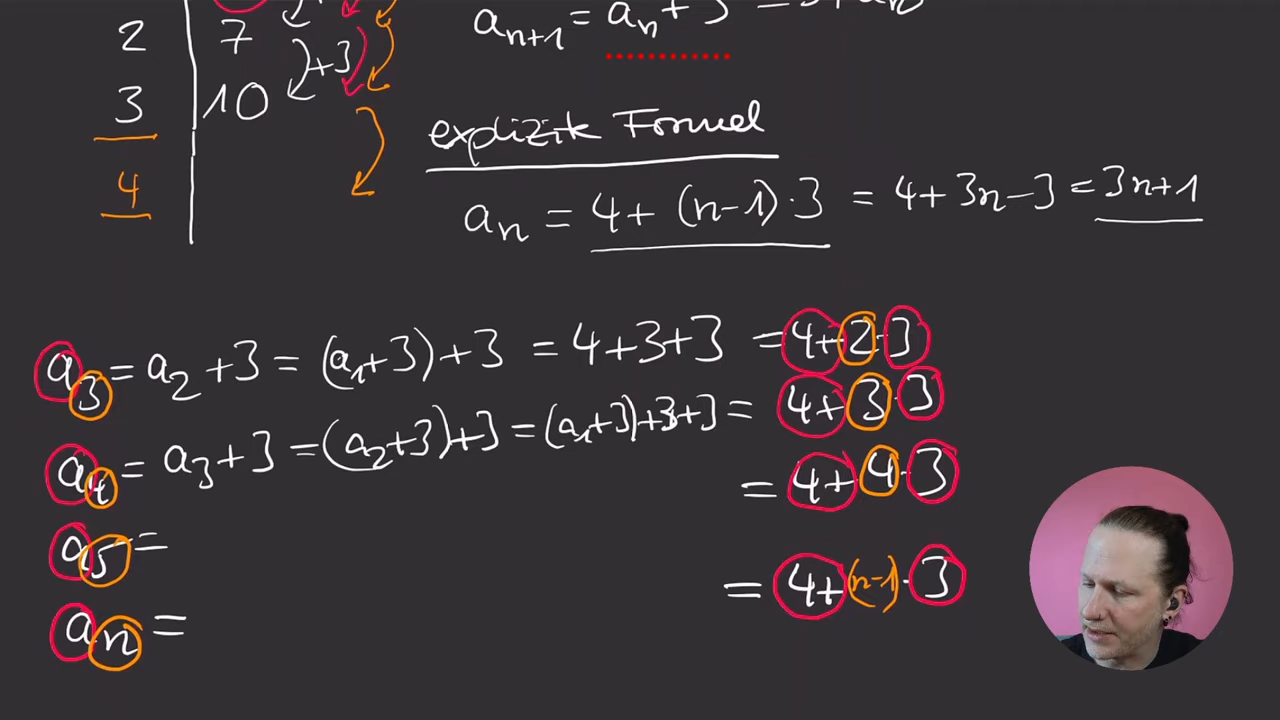 aₙ₊₁ = aₙ + 3
2 | 7
+3
3 | 10
explizik Formel
4
aₙ = 4 + (n-1) · 3 = 4 + 3n - 3 = 3n + 1
a₃ = a₂ + 3 = (a₁ + 3) + 3 = 4 + 3 + 3 = 4 + 2 · 3
a₄ = a₃ + 3 = (a₂ + 3) + 3 = (a₁ + 3) + 3 + 3 = 4 + 3 · 3
a₅ = = 4 + 4 · 3
aₙ = = 4 + (n-1) · 3